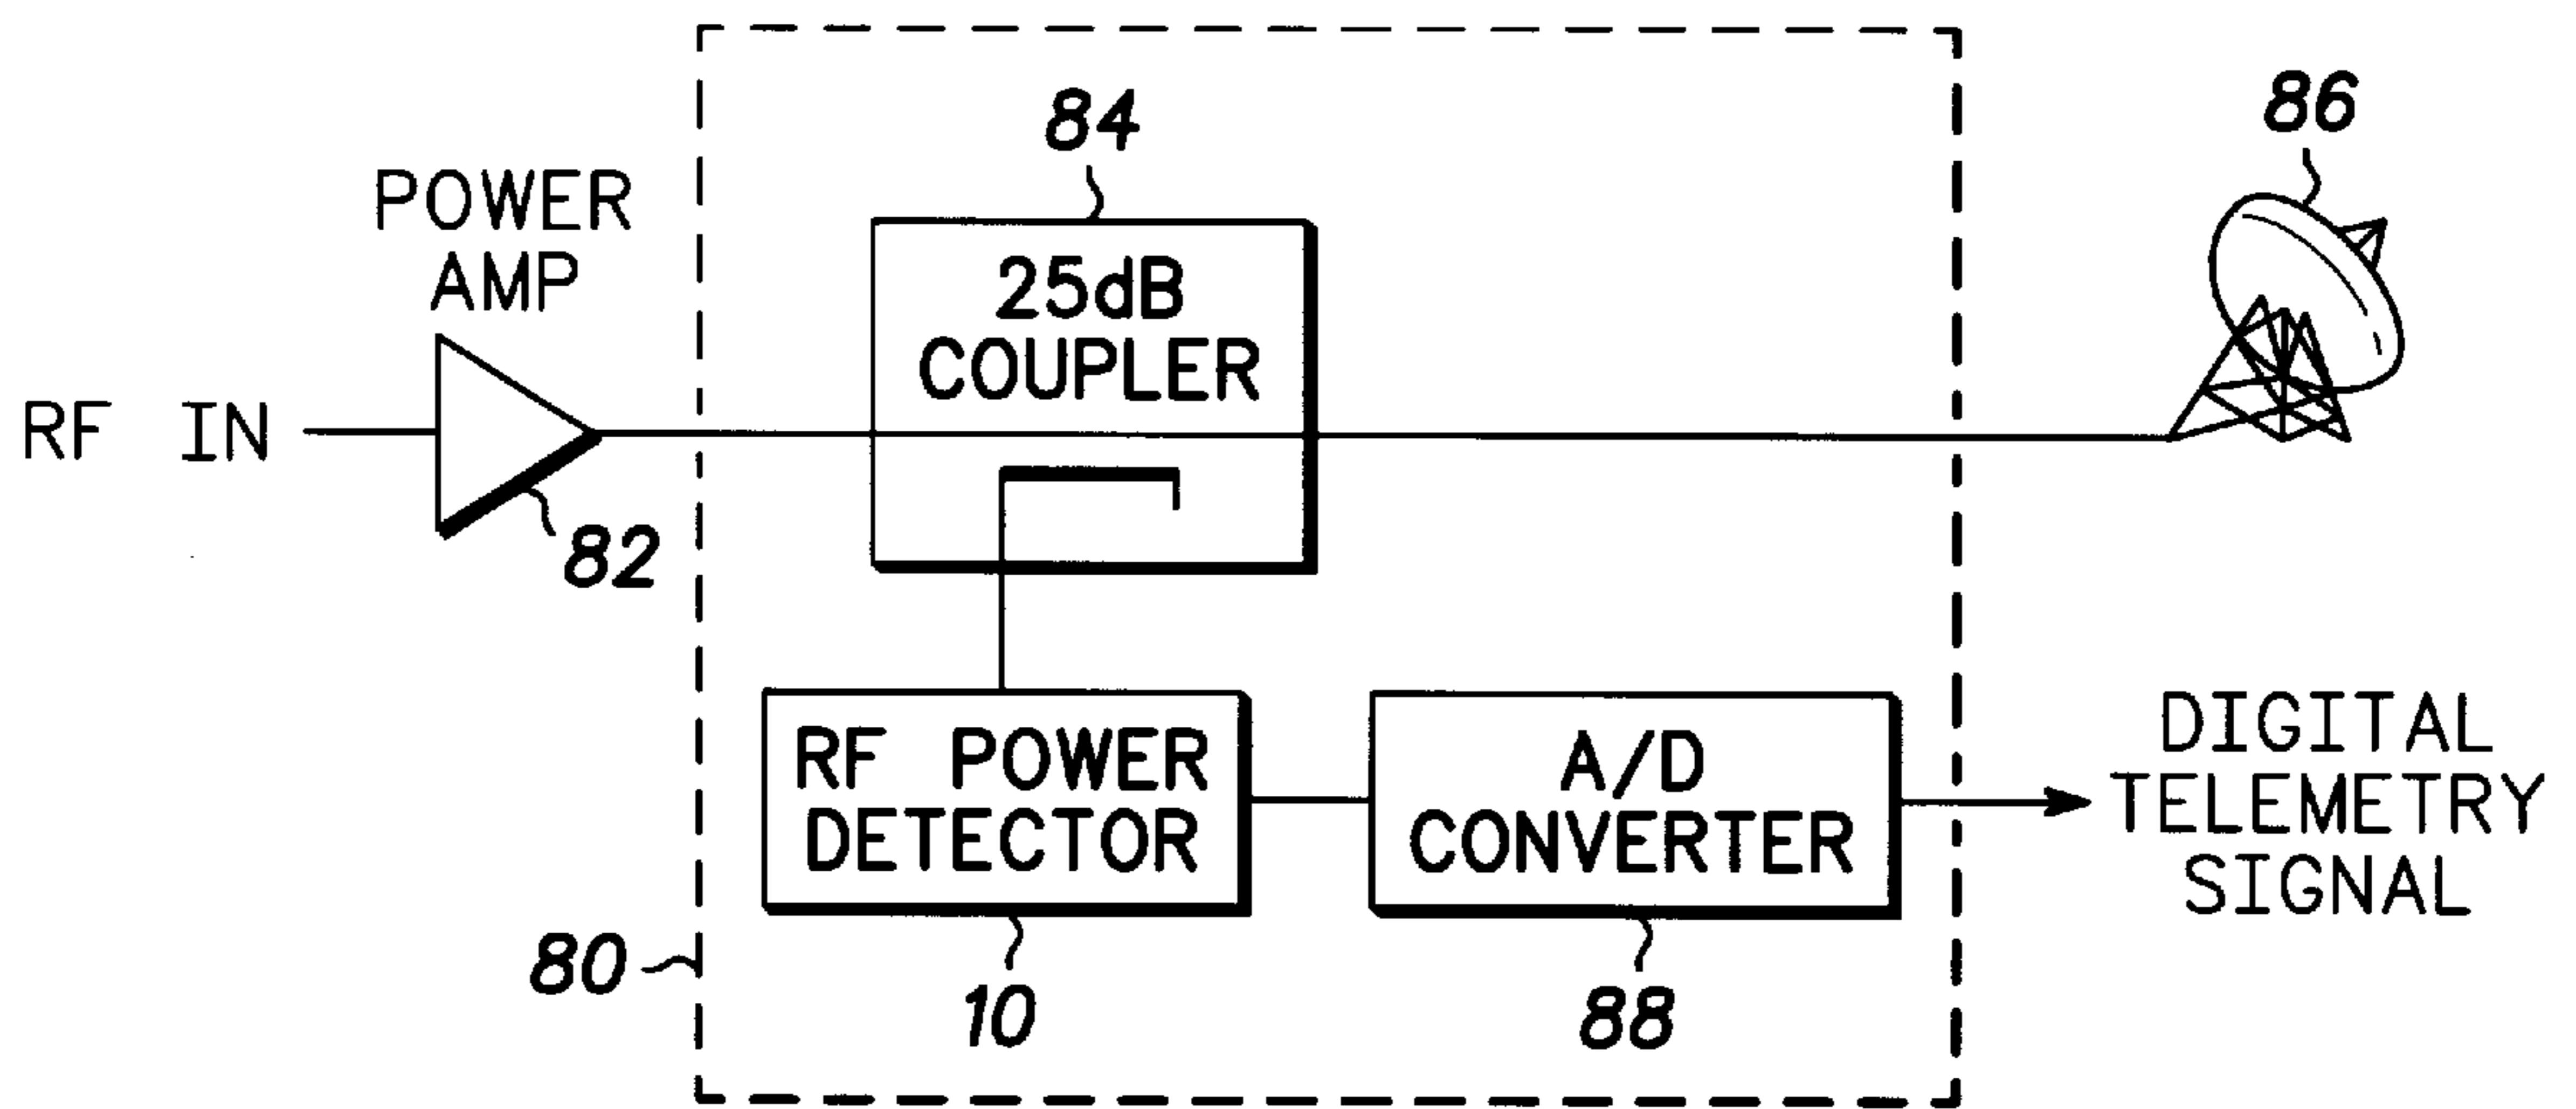 84
86
POWER
AMP
25dB
COUPLER
RF IN
82
RF POWER
DETECTOR
A/D
CONVERTER
DIGITAL
TELEMETRY
SIGNAL
80
10
88